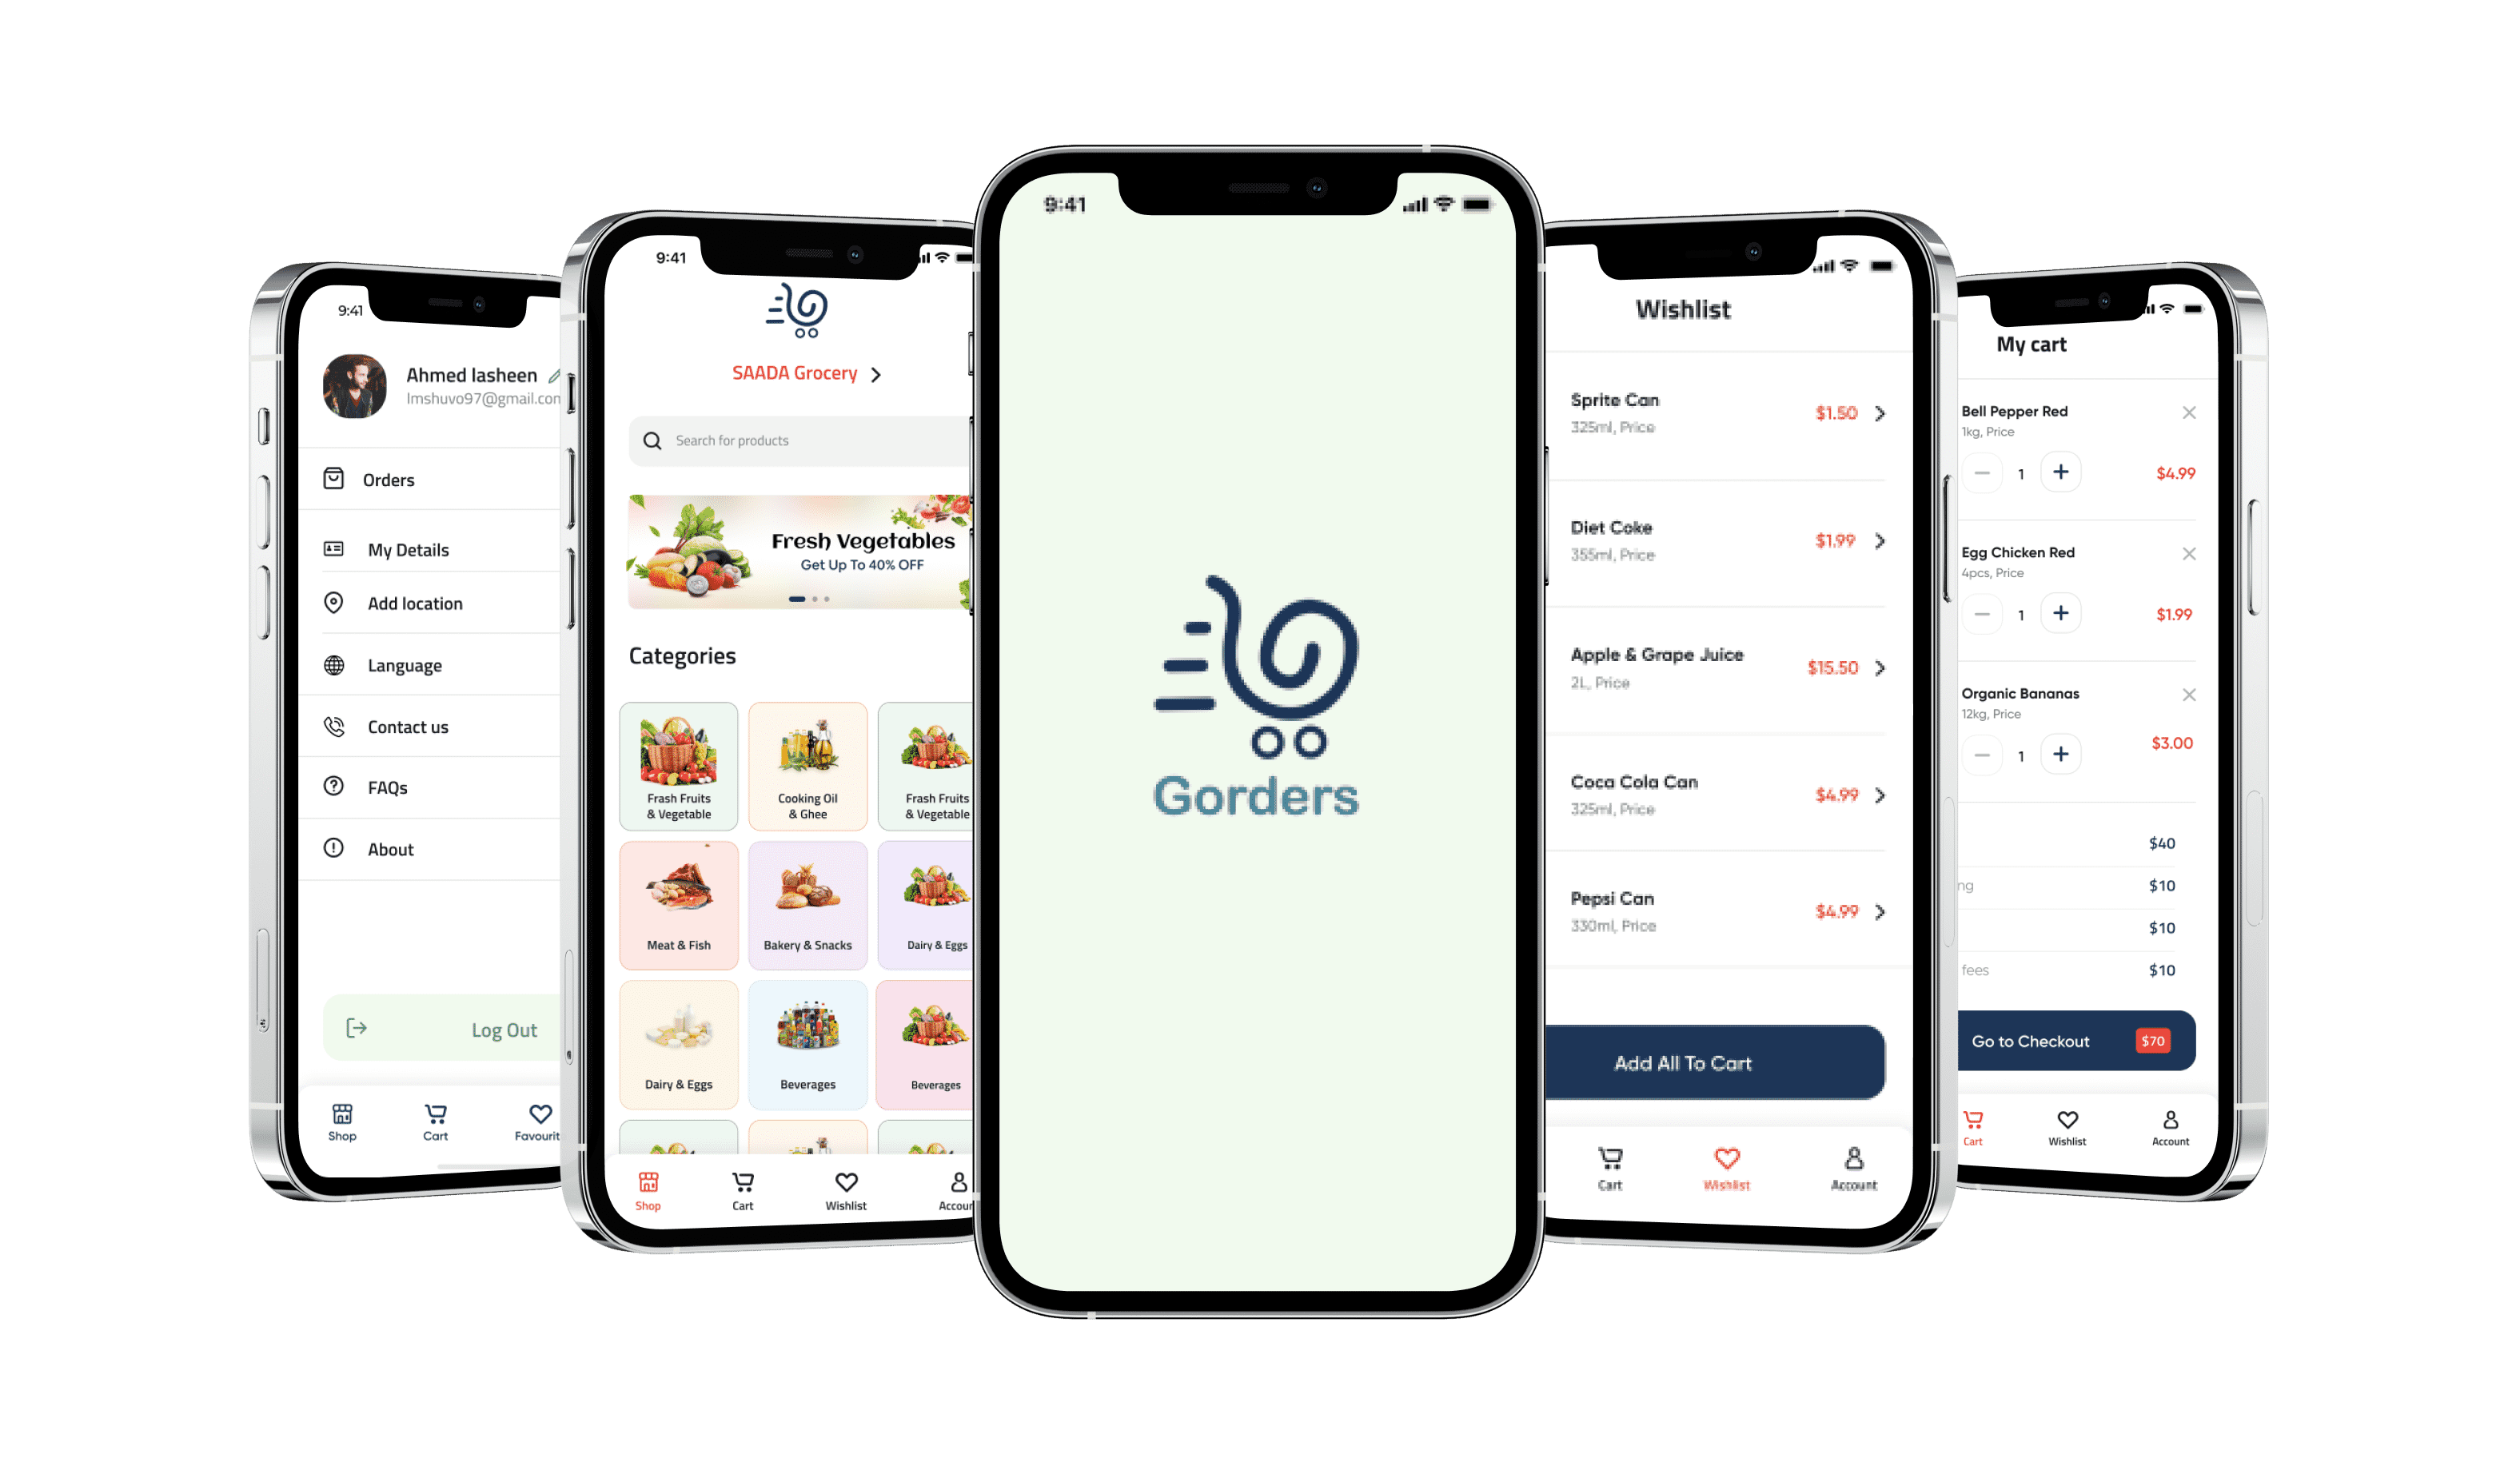 9:41
Ahmed lasheen
lmshuvo97@gmail.con
Orders
My Details
Add location
Language
Contact us
FAQs
About
Log Out
Shop
Cart
Favourit
9:41
SAADA Grocery
Search for products
Fresh Vegetables
Get Up To 40% OFF
Categories
Frash Fruits
& Vegetable
Cooking Oil
& Ghee
Frash Fruits
& Vegetable
Meat & Fish
Bakery & Snacks
Dairy & Eggs
Dairy & Eggs
Beverages
Beverages
Shop
Cart
Wishlist
Accour
9:41
Gorders
Wishlist
Sprite Can
325ml, Price
$1.50
Diet Coke
355ml, Price
$1.99
Apple & Grape Juice
2L, Price
$15.50
Coca Cola Can
325ml, Price
$4.99
Pepsi Can
330ml, Price
$4.99
Add All To Cart
Cart
Wishlist
Account
My cart
Bell Pepper Red
1kg, Price
1
$4.99
Egg Chicken Red
4pcs, Price
1
$1.99
Organic Bananas
12kg, Price
1
$3.00
$40
ng $10
$10
fees $10
Go to Checkout $70
Cart
Wishlist
Account